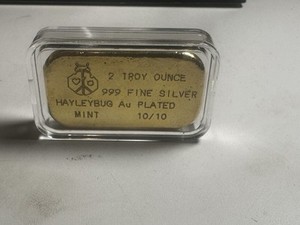 2 TROY OUNCE
999 FINE SILVER
HAYLEYBUG Au PLATED
MINT 10/10